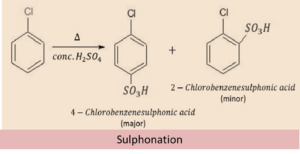 Cl
Cl
Cl
SO₃H
Δ
conc. H₂SO₄
+
SO₃H
2 – Chlorobenzenesulphonic acid
(minor)
4 – Chlorobenzenesulphonic acid
(major)
Sulphonation